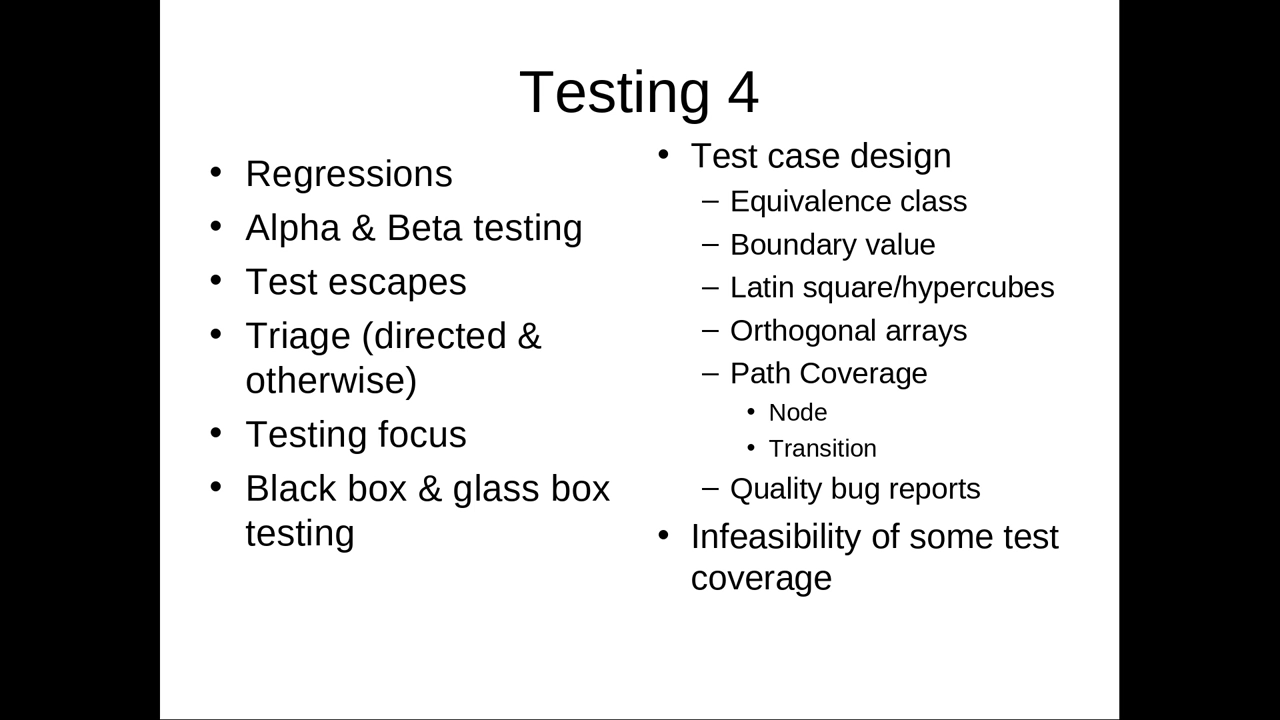 Testing 4
• Regressions
• Alpha & Beta testing
• Test escapes
• Triage (directed &
otherwise)
• Testing focus
• Black box & glass box
testing
• Test case design
– Equivalence class
– Boundary value
– Latin square/hypercubes
– Orthogonal arrays
– Path Coverage
• Node
• Transition
– Quality bug reports
• Infeasibility of some test
coverage